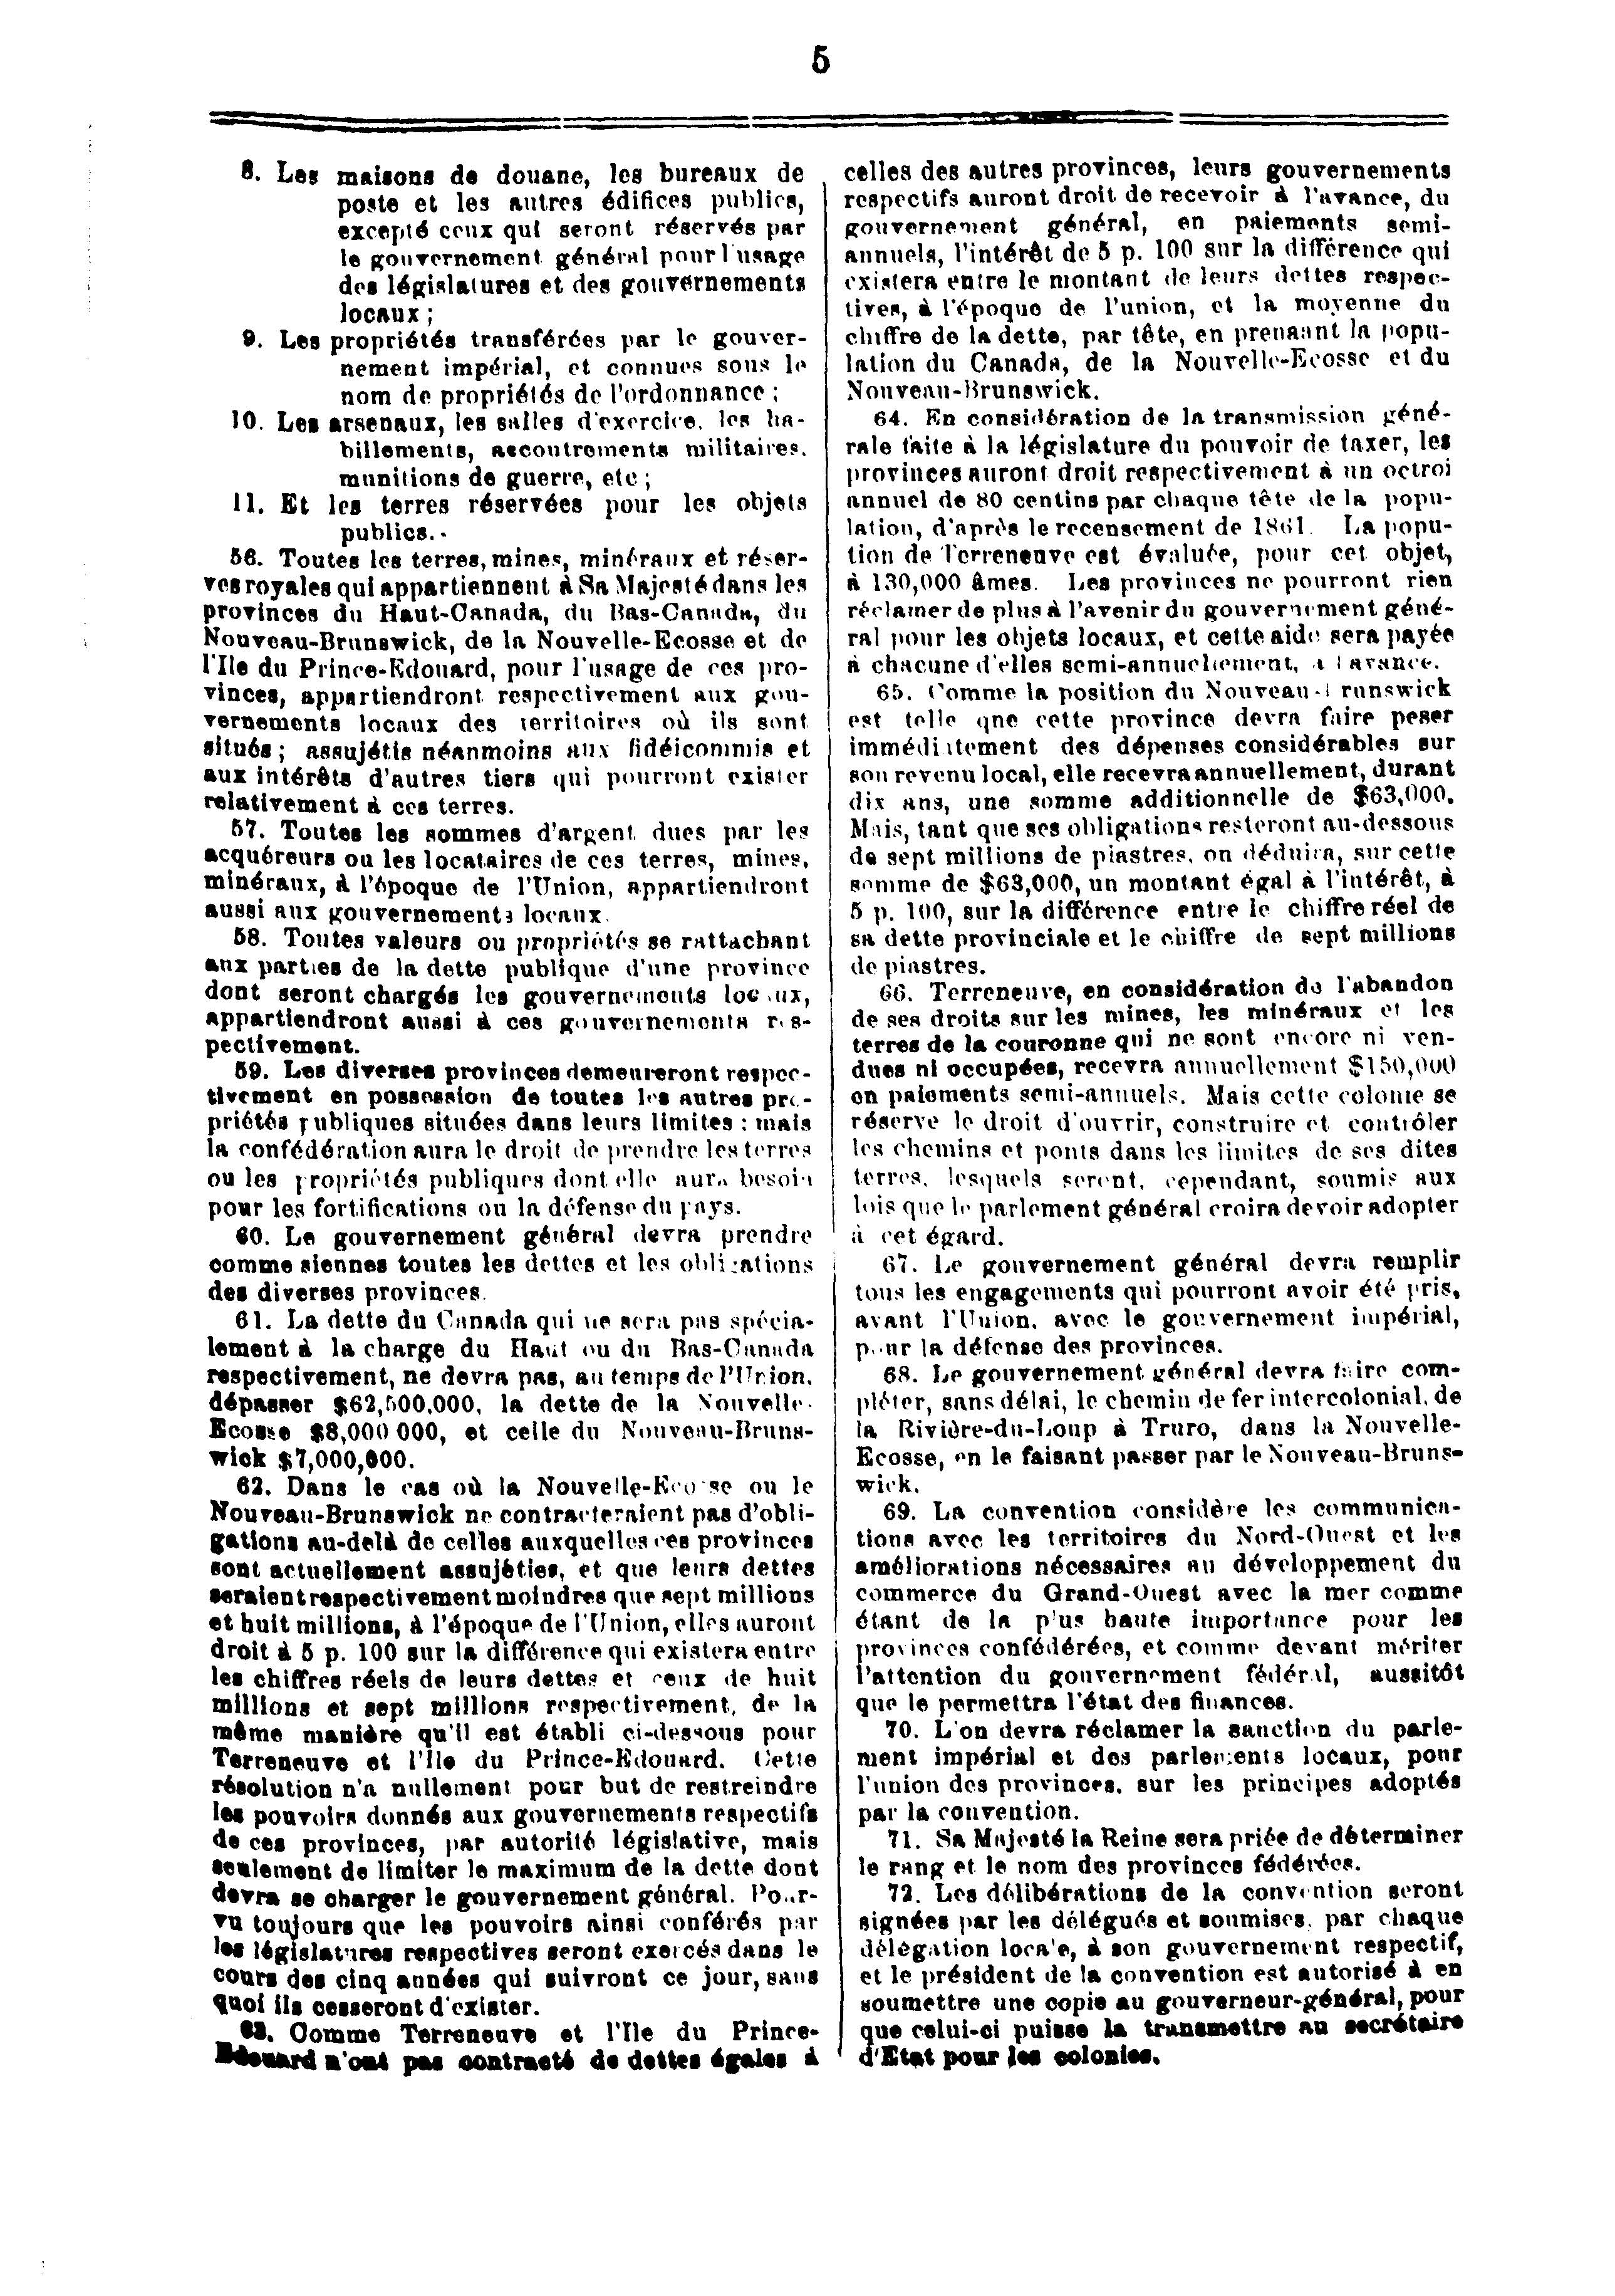 5
8. Les maisons de douane, les bureaux de
poste et les autres édifices publics,
excepté ceux qui seront réservés par
le gouvernement général pour l'usage
des législatures et des gouvernements
locaux ;
9. Les propriétés transférées par le gouver-
nement impérial, et connues sous le
nom de propriétés de l'ordonnance ;
10. Les arsenaux, les salles d'exercice, les ha-
billements, accoutrements militaires,
munitions de guerre, etc ;
11. Et les terres réservées pour les objets
publics.
56. Toutes les terres, mines, minéraux et réser-
ves royales qui appartiennent à Sa Majesté dans les
provinces du Haut-Canada, du Bas-Canada, du
Nouveau-Brunswick, de la Nouvelle-Ecosse et de
l'Ile du Prince-Edouard, pour l'usage de ces pro-
vinces, appartiendront respectivement aux gou-
vernements locaux des territoires où ils sont
situés ; assujétis néanmoins aux fidéicommis et
aux intérêts d'autres tiers qui pourront exister
relativement à ces terres.
57. Toutes les sommes d'argent dues par les
acquéreurs ou les locataires de ces terres, mines,
minéraux, à l'époque de l'Union, appartiendront
aussi aux gouvernements locaux.
58. Toutes valeurs ou propriétés se rattachant
aux parties de la dette publique d'une province
dont seront chargés les gouvernements locaux,
appartiendront aussi à ces gouvernements res-
pectivement.
59. Les diverses provinces demeureront respec-
tivement en possession de toutes les autres pro-
priétés publiques situées dans leurs limites ; mais
la confédération aura le droit de prendre les terres
ou les propriétés publiques dont elle aura besoin
pour les fortifications ou la défense du pays.
60. Le gouvernement général devra prendre
comme siennes toutes les dettes et les obligations
des diverses provinces.
61. La dette du Canada qui ne sera pas spécia-
lement à la charge du Haut ou du Bas-Canada
respectivement, ne devra pas, au temps de l'Union,
dépasser $62,500,000, la dette de la Nouvelle-
Ecosse $8,000 000, et celle du Nouveau-Bruns-
wick $7,000,000.
62. Dans le cas où la Nouvelle-Ecosse ou le
Nouveau-Brunswick ne contracteraient pas d'obli-
gations au-delà de celles auxquelles ces provinces
sont actuellement assujéties, et que leurs dettes
seraient respectivement moindres que sept millions
et huit millions, à l'époque de l'Union, elles auront
droit à 5 p. 100 sur la différence qui existera entre
les chiffres réels de leurs dettes et ceux de huit
millions et sept millions respectivement, de la
même manière qu'il est établi ci-dessous pour
Terreneuve et l'Ile du Prince-Edouard. Cette
résolution n'a nullement pour but de restreindre
les pouvoirs donnés aux gouvernements respectifs
de ces provinces, par autorité législative, mais
seulement de limiter le maximum de la dette dont
devra se charger le gouvernement général. Pour-
vu toujours que les pouvoirs ainsi conférés par
les législatures respectives seront exercés dans le
cours des cinq années qui suivront ce jour, sans
quoi ils cesseront d'exister.
63. Comme Terreneuve et l'Ile du Prince-
Edouard n'ont pas contracté de dettes égales à
celles des autres provinces, leurs gouvernements
respectifs auront droit de recevoir à l'avance, du
gouvernement général, en paiements semi-
annuels, l'intérêt de 5 p. 100 sur la différence qui
existera entre le montant de leurs dettes respec-
tives, à l'époque de l'union, et la moyenne du
chiffre de la dette, par tête, en prenaant la popu-
lation du Canada, de la Nouvelle-Ecosse et du
Nouveau-Brunswick.
64. En considération de la transmission géné-
rale faite à la législature du pouvoir de taxer, les
provinces auront droit respectivement à un octroi
annuel de 80 centins par chaque tête de la popu-
lation, d'après le recensement de 1861. La popu-
tion de Terreneuve est évaluée, pour cet objet,
à 130,000 âmes. Les provinces ne pourront rien
réclamer de plus à l'avenir du gouvernement géné-
ral pour les objets locaux, et cette aide sera payée
à chacune d'elles semi-annuellement, à l'avance.
65. Comme la position du Nouveau-Brunswick
est telle que cette province devra faire peser
immédiatement des dépenses considérables sur
son revenu local, elle recevra annuellement, durant
dix ans, une somme additionnelle de $63,000.
Mais, tant que ses obligations resteront au-dessous
de sept millions de piastres, on déduira, sur cette
somme de $63,000, un montant égal à l'intérêt, à
5 p. 100, sur la différence entre le chiffre réel de
sa dette provinciale et le chiffre de sept millions
de piastres.
66. Terreneuve, en considération de l'abandon
de ses droits sur les mines, les minéraux et les
terres de la couronne qui ne sont encore ni ven-
dues ni occupées, recevra annuellement $150,000
en paiements semi-annuels. Mais cette colonie se
réserve le droit d'ouvrir, construire et contrôler
les chemins et ponts dans les limites de ses dites
terres, lesquels seront, cependant, soumis aux
lois que le parlement général croira devoir adopter
à cet égard.
67. Le gouvernement général devra remplir
tous les engagements qui pourront avoir été pris,
avant l'Union, avec le gouvernement impérial,
pour la défense des provinces.
68. Le gouvernement général devra faire com-
pléter, sans délai, le chemin de fer intercolonial, de
la Rivière-du-Loup à Truro, dans la Nouvelle-
Ecosse, en le faisant passer par le Nouveau-Bruns-
wick.
69. La convention considère les communica-
tions avec les territoires du Nord-Ouest et les
améliorations nécessaires au développement du
commerce du Grand-Ouest avec la mer comme
étant de la plus haute importance pour les
provinces confédérées, et comme devant mériter
l'attention du gouvernement fédéral, aussitôt
que le permettra l'état des finances.
70. L'on devra réclamer la sanction du parle-
ment impérial et des parlements locaux, pour
l'union des provinces, sur les principes adoptés
par la convention.
71. Sa Majesté la Reine sera priée de déterminer
le rang et le nom des provinces fédérées.
72. Les délibérations de la convention seront
signées par les délégués et soumises, par chaque
délégation locale, à son gouvernement respectif,
et le président de la convention est autorisé à en
soumettre une copie au gouverneur-général, pour
que celui-ci puisse la transmettre au secrétaire
d'Etat pour les colonies.